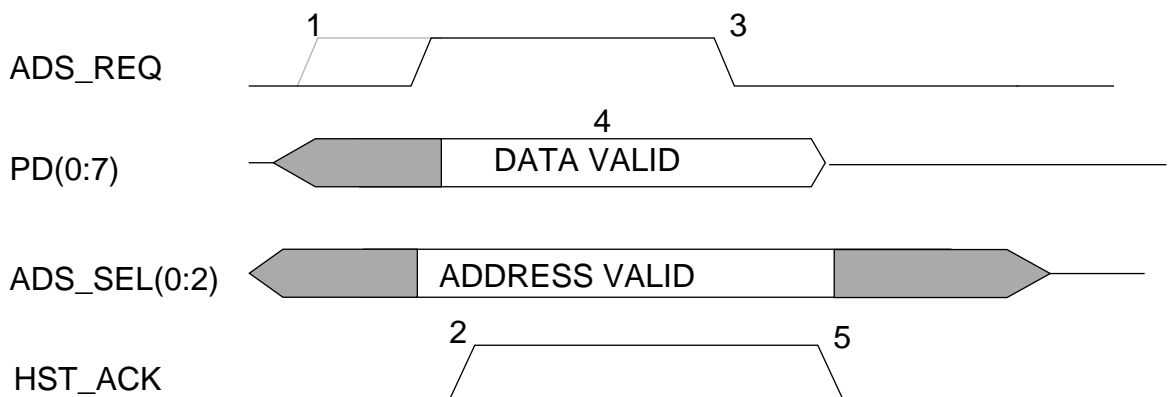 1
3
ADS_REQ
4
PD(0:7)
DATA VALID
ADS_SEL(0:2)
ADDRESS VALID
2
5
HST_ACK